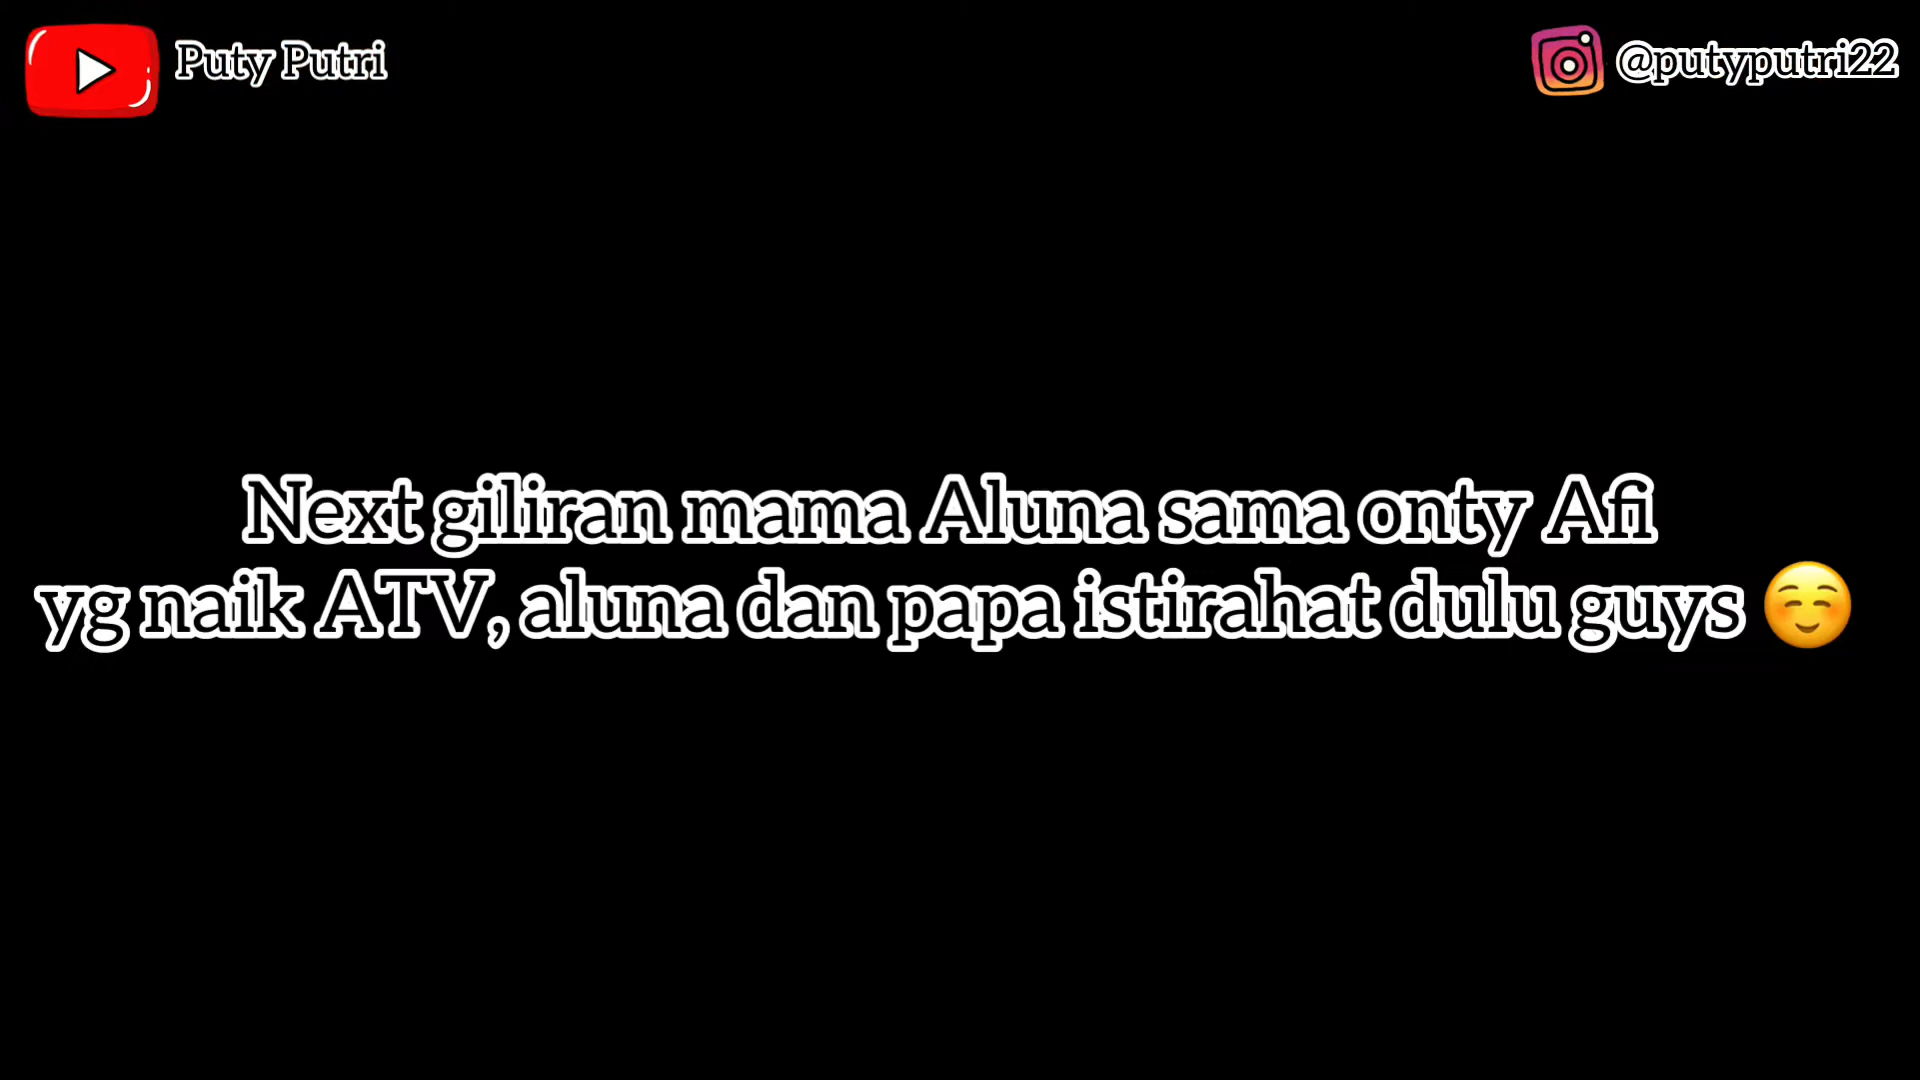 Puty Putri
@putyputri22
Next giliran mama Aluna sama onty Afi
yg naik ATV, aluna dan papa istirahat dulu guys ☺️